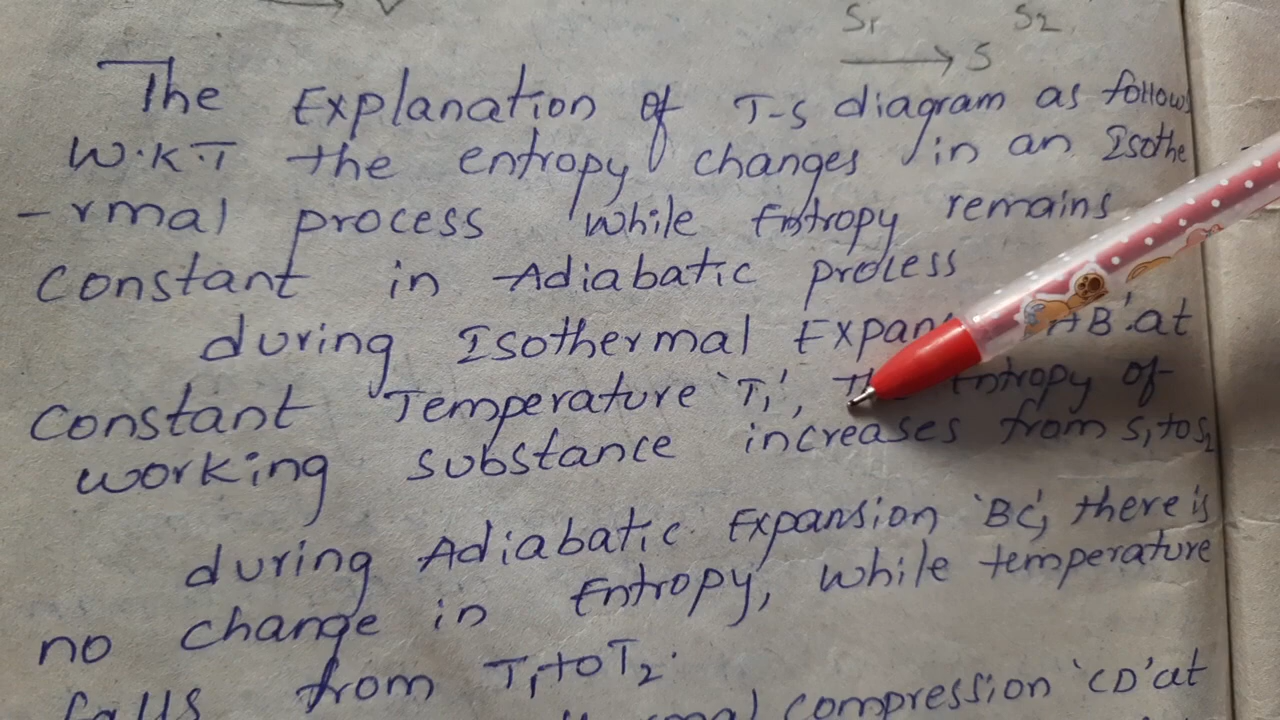 S1 S2
S
The Explanation of T-S diagram as follows
W.K.T the entropy changes in an Isothe
-rmal process while Entropy remains
constant in Adiabatic process
during Isothermal Expan 'AB' at
constant Temperature 'T1', The Entropy of
working substance increases from S1 to S2
during Adiabatic Expansion 'BC', there is
no change in Entropy, while temperature
falls from T1 to T2.
compression 'CD' at